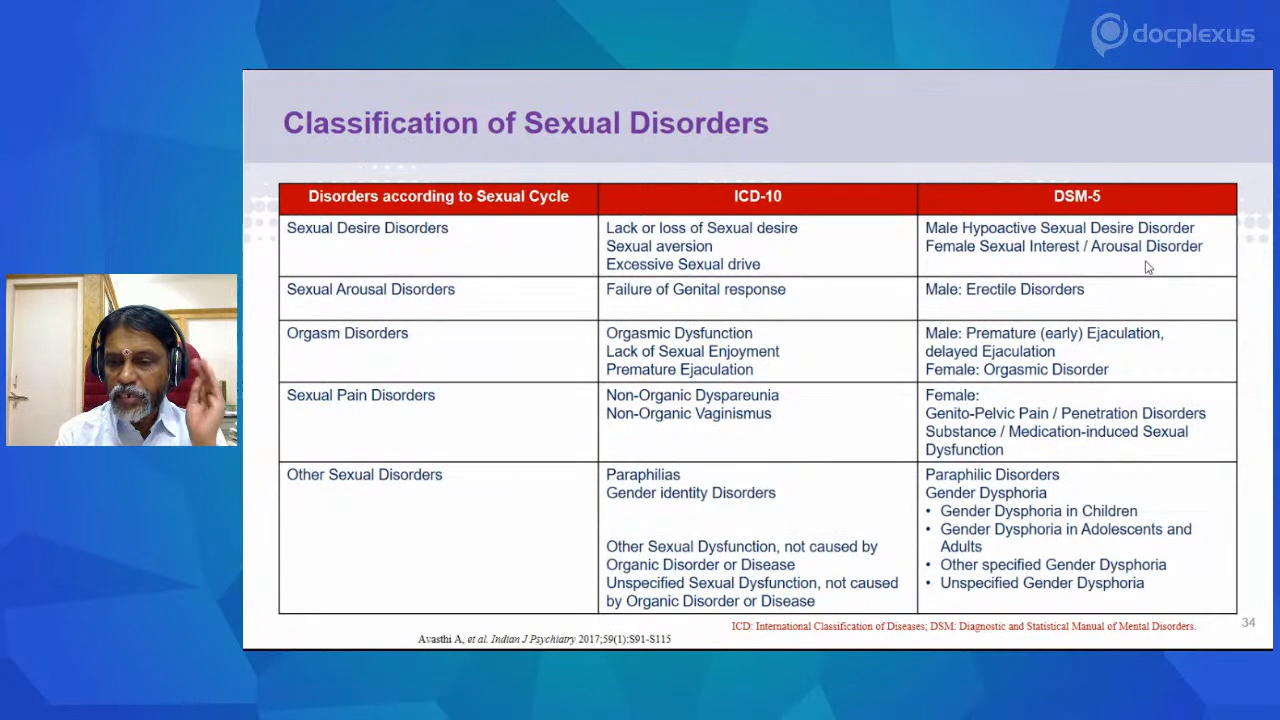 docplexus
Classification of Sexual Disorders
Disorders according to Sexual Cycle
ICD-10
DSM-5
Sexual Desire Disorders
Lack or loss of Sexual desire
Sexual aversion
Excessive Sexual drive
Male Hypoactive Sexual Desire Disorder
Female Sexual Interest / Arousal Disorder
Sexual Arousal Disorders
Failure of Genital response
Male: Erectile Disorders
Orgasm Disorders
Orgasmic Dysfunction
Lack of Sexual Enjoyment
Premature Ejaculation
Male: Premature (early) Ejaculation,
delayed Ejaculation
Female: Orgasmic Disorder
Sexual Pain Disorders
Non-Organic Dyspareunia
Non-Organic Vaginismus
Female:
Genito-Pelvic Pain / Penetration Disorders
Substance / Medication-induced Sexual
Dysfunction
Other Sexual Disorders
Paraphilias
Gender identity Disorders
Other Sexual Dysfunction, not caused by
Organic Disorder or Disease
Unspecified Sexual Dysfunction, not caused
by Organic Disorder or Disease
Paraphilic Disorders
Gender Dysphoria
• Gender Dysphoria in Children
• Gender Dysphoria in Adolescents and
Adults
• Other specified Gender Dysphoria
• Unspecified Gender Dysphoria
ICD: International Classification of Diseases; DSM: Diagnostic and Statistical Manual of Mental Disorders.
34
Avasthi A, et al. Indian J Psychiatry 2017;59(1):S91-S115